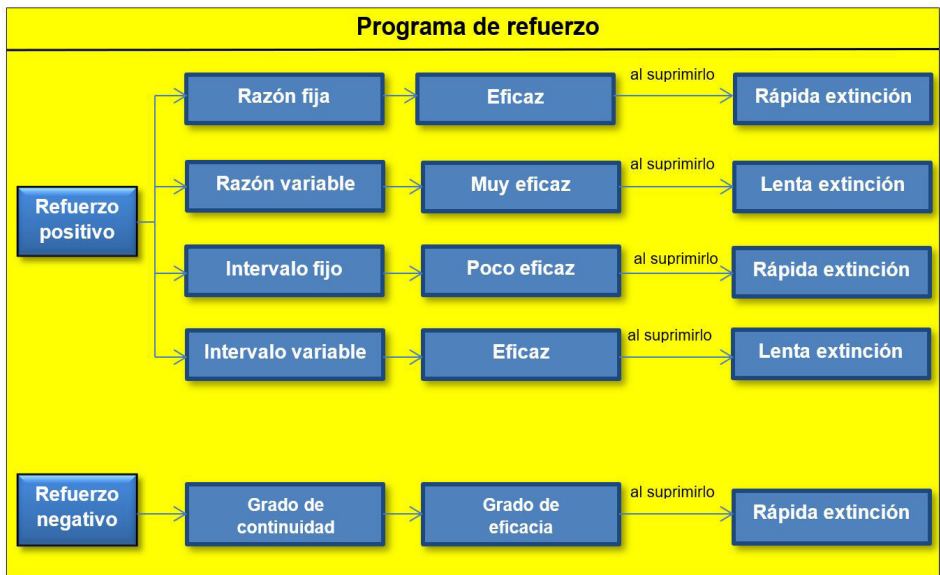 Programa de refuerzo
Razón fija
Eficaz
al suprimirlo
Rápida extinción
Refuerzo
positivo
Razón variable
Muy eficaz
al suprimirlo
Lenta extinción
Intervalo fijo
Poco eficaz
al suprimirlo
Rápida extinción
Intervalo variable
Eficaz
al suprimirlo
Lenta extinción
Refuerzo
negativo
Grado de
continuidad
Grado de
eficacia
al suprimirlo
Rápida extinción